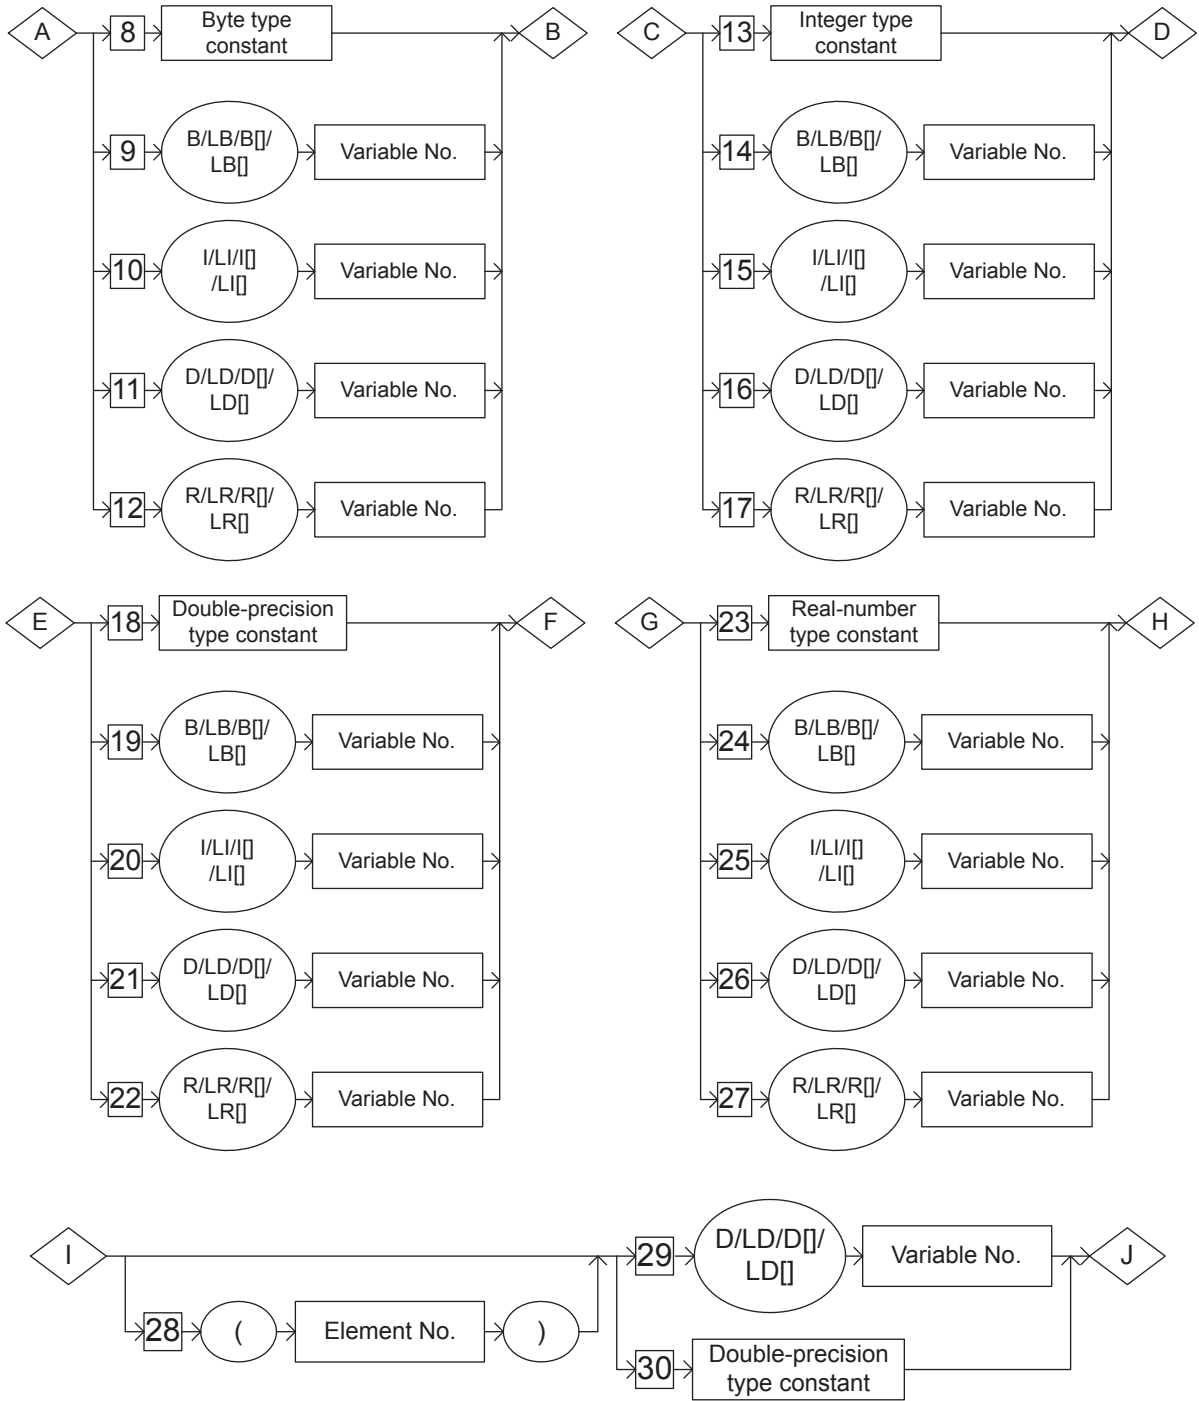 A
8
Byte type
constant
B
9
B/LB/B[]/
LB[]
Variable No.
10
I/LI/I[]
/LI[]
Variable No.
11
D/LD/D[]/
LD[]
Variable No.
12
R/LR/R[]/
LR[]
Variable No.
C
13
Integer type
constant
D
14
B/LB/B[]/
LB[]
Variable No.
15
I/LI/I[]
/LI[]
Variable No.
16
D/LD/D[]/
LD[]
Variable No.
17
R/LR/R[]/
LR[]
Variable No.
E
18
Double-precision
type constant
F
19
B/LB/B[]/
LB[]
Variable No.
20
I/LI/I[]
/LI[]
Variable No.
21
D/LD/D[]/
LD[]
Variable No.
22
R/LR/R[]/
LR[]
Variable No.
G
23
Real-number
type constant
H
24
B/LB/B[]/
LB[]
Variable No.
25
I/LI/I[]
/LI[]
Variable No.
26
D/LD/D[]/
LD[]
Variable No.
27
R/LR/R[]/
LR[]
Variable No.
I
28
(
Element No.
)
29
D/LD/D[]/
LD[]
Variable No.
J
30
Double-precision
type constant